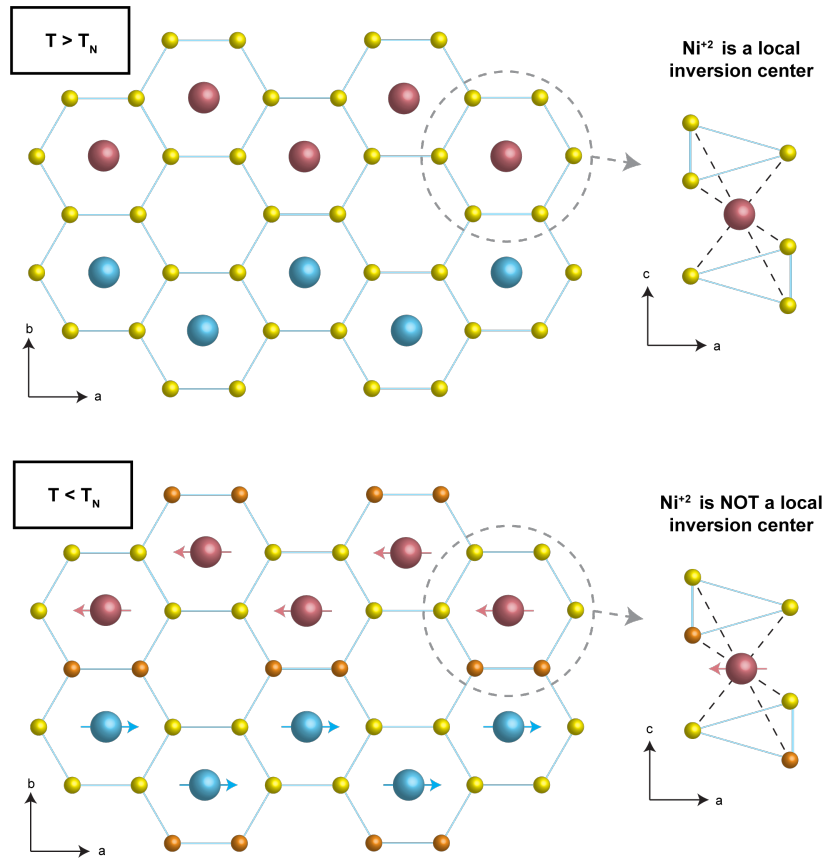 T > T_N
Ni⁺² is a local
inversion center
b
a
c
a
T < T_N
Ni⁺² is NOT a local
inversion center
b
a
c
a